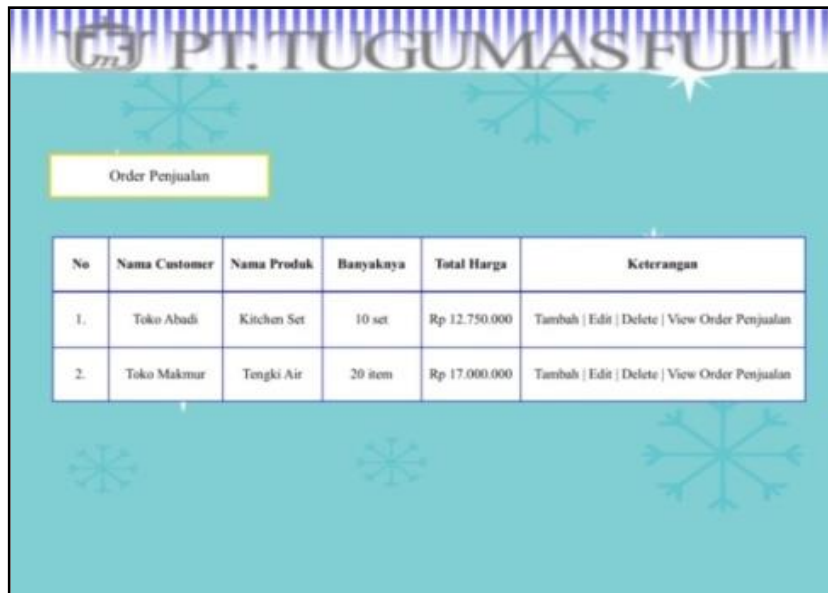 PT. TUGUMAS FULI
Order Penjualan
No Nama Customer Nama Produk Banyaknya Total Harga Keterangan
1. Toko Abadi Kitchen Set 10 set Rp 12.750.000 Tambah | Edit | Delete | View Order Penjualan
2. Toko Makmur Tengki Air 20 item Rp 17.000.000 Tambah | Edit | Delete | View Order Penjualan